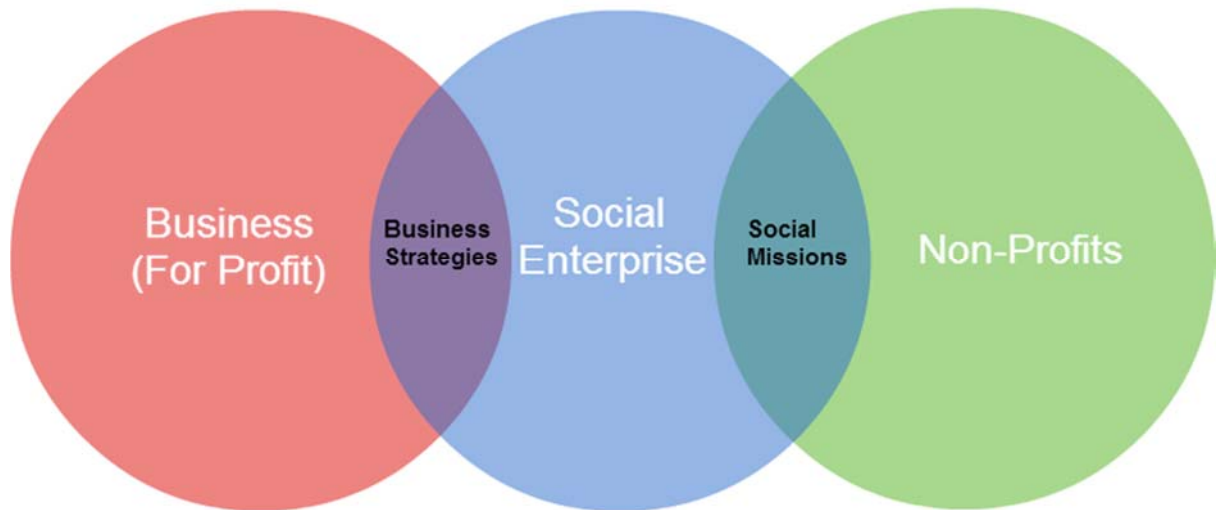 Business
(For Profit)
Business
Strategies
Social
Enterprise
Social
Missions
Non-Profits